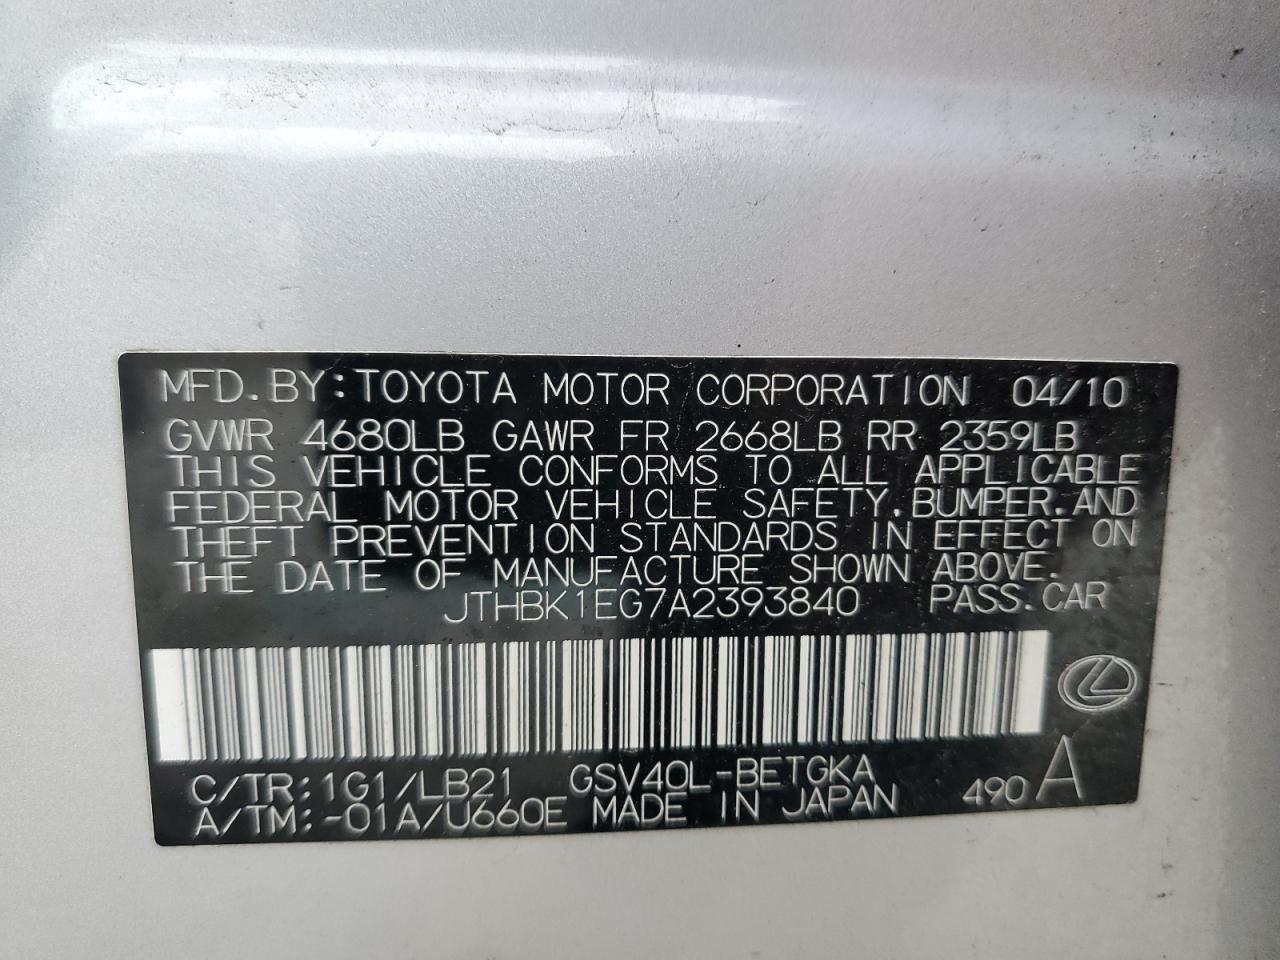 MFD. BY:TOYOTA MOTOR CORPORATION 04/10
GVWR 4680LB GAWR FR 2668LB RR 2359LB
THIS VEHICLE CONFORMS TO ALL APPLICABLE
FEDERAL MOTOR VEHICLE SAFETY.BUMPER.AND
THEFT PREVENTION STANDARDS IN EFFECT ON
THE DATE OF MANUFACTURE SHOWN ABOVE.
JTHBK1EG7A2393840 PASS.CAR
C/TR:1G1/LB21 GSV40L-BETGKA
A/TM:-01A/U660E MADE IN JAPAN 490 A